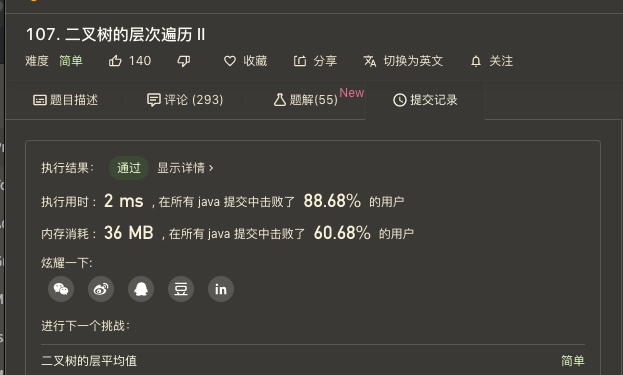 107. 二叉树的层次遍历 II
难度 简单 140 收藏 分享 切换为英文 关注
题目描述 评论 (293) 题解(55) New 提交记录
执行结果： 通过 显示详情 ›
执行用时 : 2 ms , 在所有 java 提交中击败了 88.68% 的用户
内存消耗 : 36 MB , 在所有 java 提交中击败了 60.68% 的用户
炫耀一下:
豆 in
进行下一个挑战：
二叉树的层平均值 简单